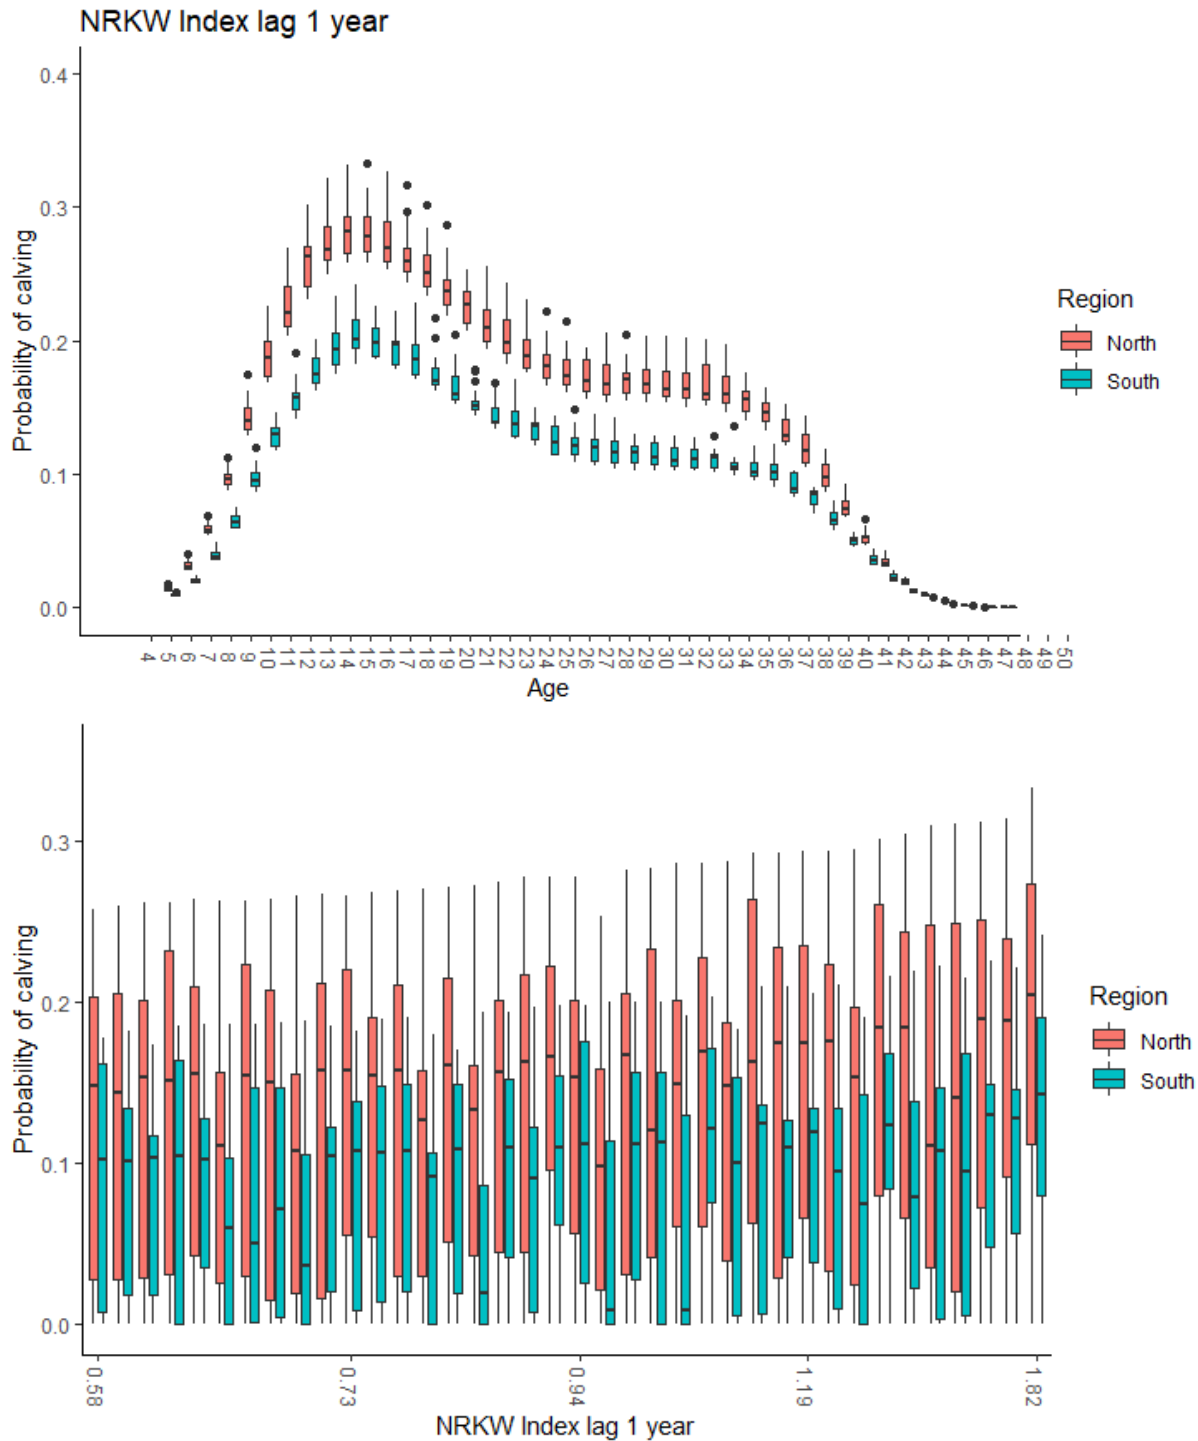 NRKW Index lag 1 year
0.4
0.3
0.2
0.1
0.0
Probability of calving
4 5 6 7 8 9 10 11 12 13 14 15 16 17 18 19 20 21 22 23 24 25 26 27 28 29 30 31 32 33 34 35 36 37 38 39 40 41 42 43 44 45 46 47 48 49 50
Age
Region
North
South
0.3
0.2
0.1
0.0
Probability of calving
0.58 0.73 0.94 1.19 1.82
NRKW Index lag 1 year
Region
North
South